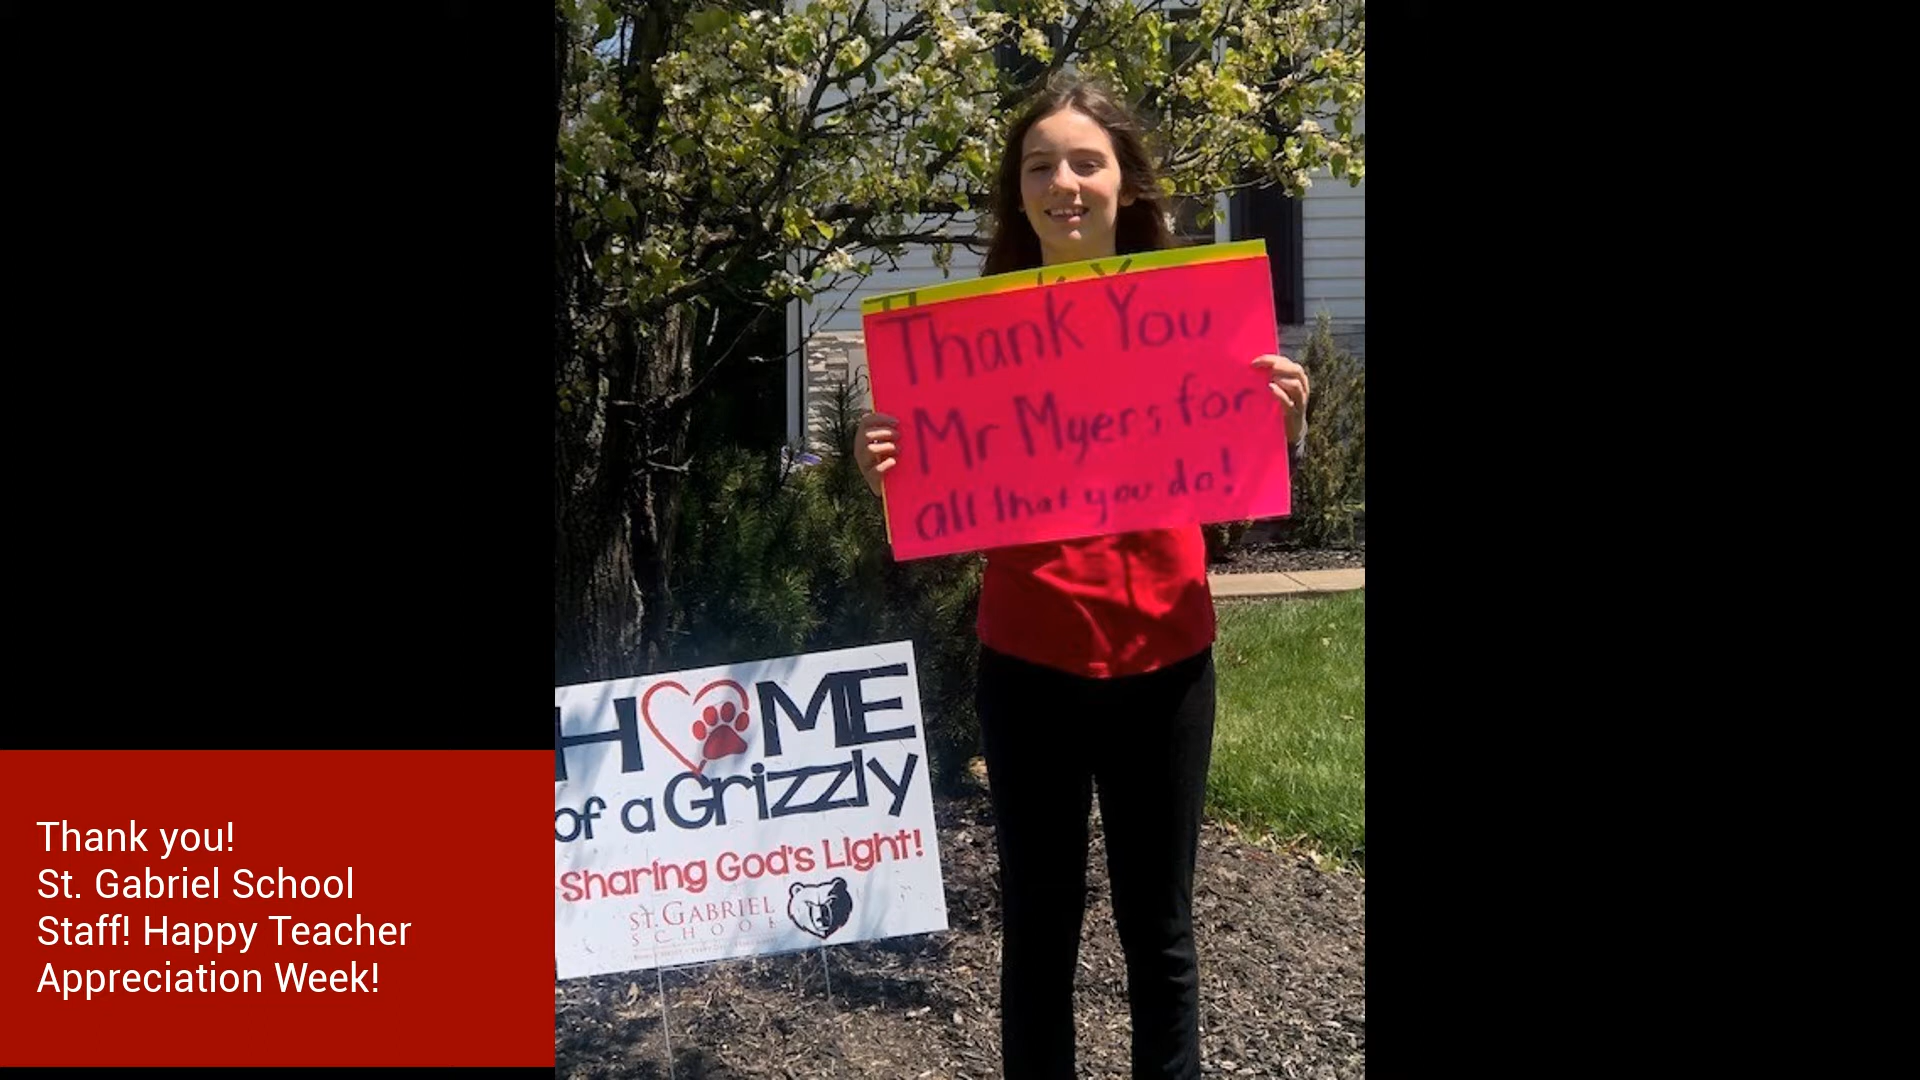 Thank You
Mr Myers for
all that you do!
HOME
of a Grizzly
Sharing God's Light!
ST. GABRIEL
SCHOOL
Thank you!
St. Gabriel School
Staff! Happy Teacher
Appreciation Week!